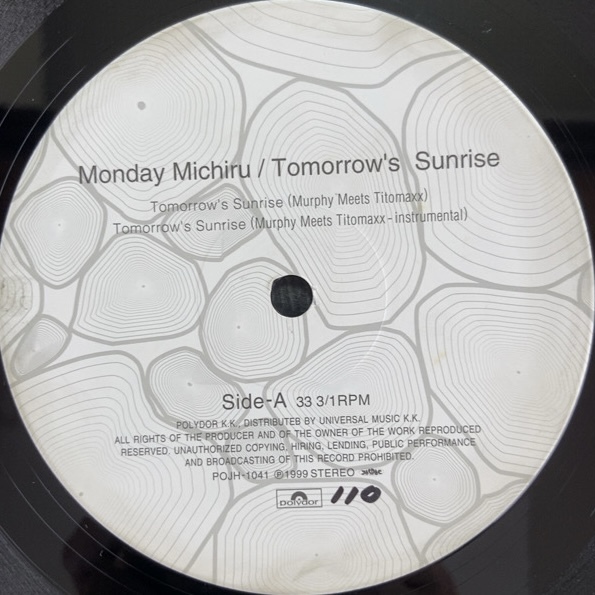 Monday Michiru / Tomorrow's Sunrise
Tomorrow's Sunrise (Murphy Meets Titomaxx)
Tomorrow's Sunrise (Murphy Meets Titomaxx-instrumental)
Side-A 33 3/1RPM
POLYDOR K.K., DISTRIBUTED BY UNIVERSAL MUSIC K.K.
ALL RIGHTS OF THE PRODUCER AND OF THE OWNER OF THE WORK REPRODUCED
RESERVED. UNAUTHORIZED COPYING, HIRING, LENDING, PUBLIC PERFORMANCE
AND BROADCASTING OF THIS RECORD PROHIBITED.
POJH-1041 Ⓟ1999 STEREO
Polydor 110